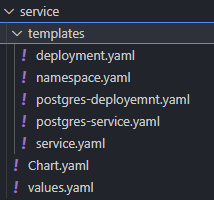 service
templates
! deployment.yaml
! namespace.yaml
! postgres-deployemnt.yaml
! postgres-service.yaml
! service.yaml
! Chart.yaml
! values.yaml